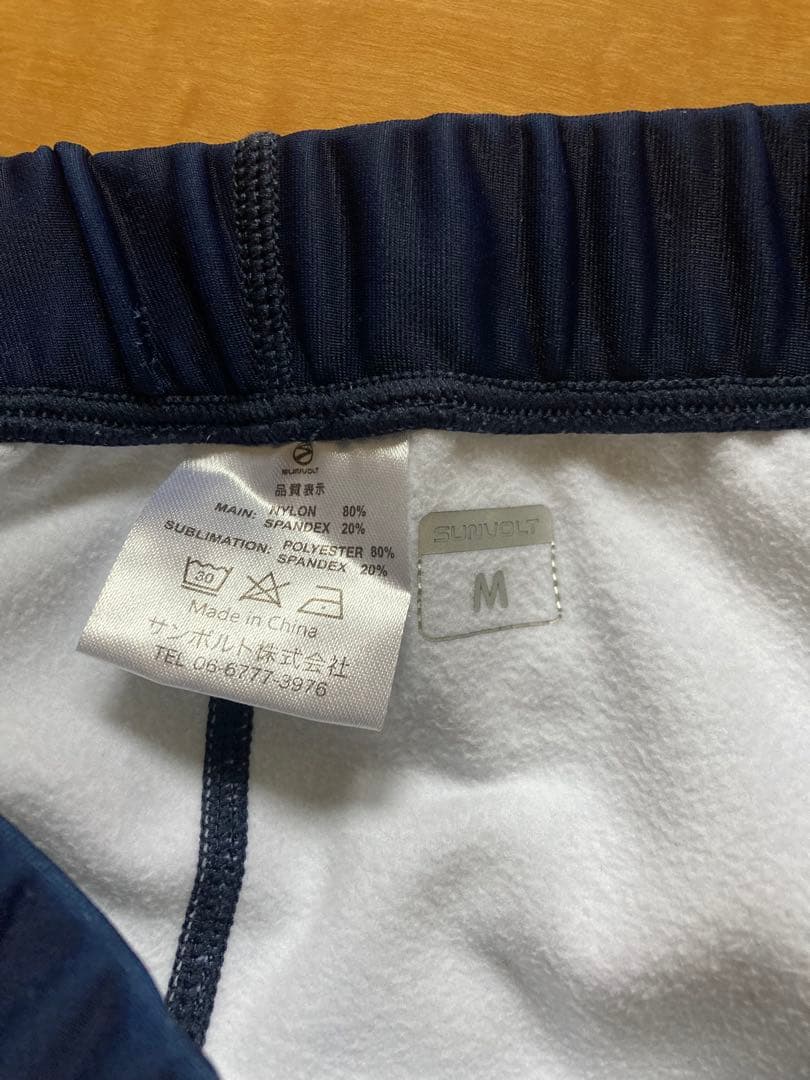 SUNVOLT
品質表示
MAIN: NYLON 80%
SPANDEX 20%
SUBLIMATION: POLYESTER 80%
SPANDEX 20%
30
Made in China
サンボルト株式会社
TEL 06-6777-3976
SUNVOLT
M